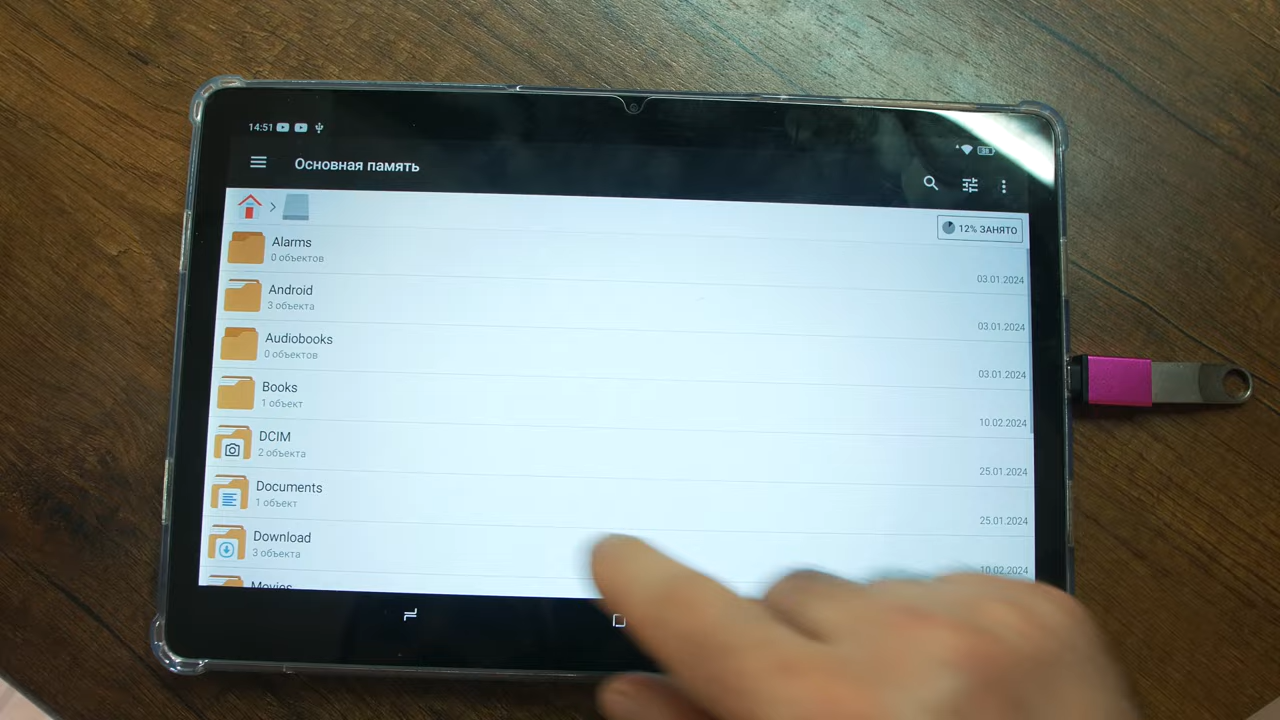 14:51
Основная память
12% ЗАНЯТО
Alarms
0 объектов
03.01.2024
Android
3 объекта
03.01.2024
Audiobooks
0 объектов
03.01.2024
Books
1 объект
10.02.2024
DCIM
2 объекта
25.01.2024
Documents
1 объект
25.01.2024
Download
3 объекта
10.02.2024
Movies